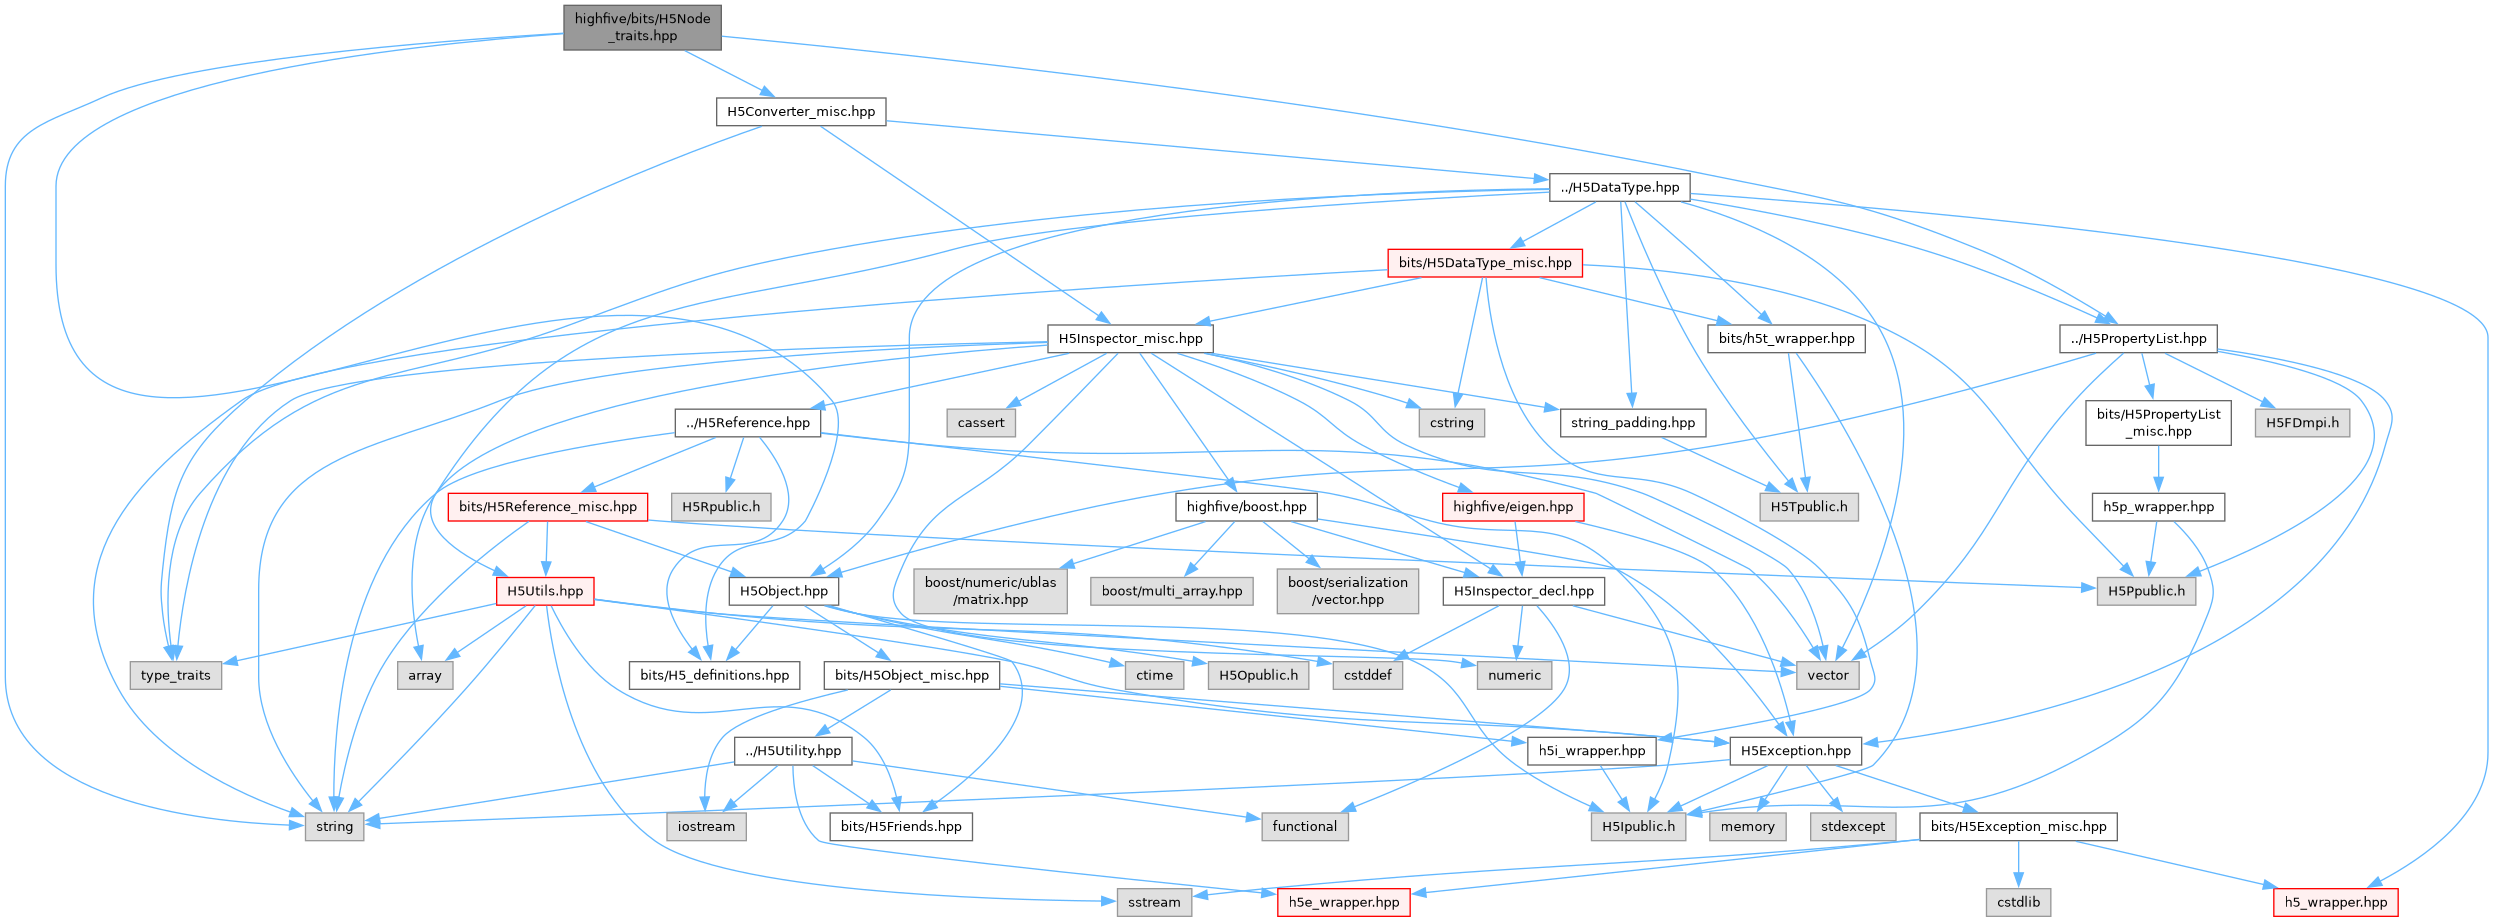 highfive/bits/H5Node
_traits.hpp
H5Converter_misc.hpp
../H5DataType.hpp
bits/H5DataType_misc.hpp
H5Inspector_misc.hpp
bits/h5t_wrapper.hpp
../H5PropertyList.hpp
../H5Reference.hpp
cassert
cstring
string_padding.hpp
bits/H5PropertyList
_misc.hpp
H5FDmpi.h
bits/H5Reference_misc.hpp
H5Rpublic.h
highfive/boost.hpp
highfive/eigen.hpp
H5Tpublic.h
h5p_wrapper.hpp
H5Utils.hpp
H5Object.hpp
boost/numeric/ublas
/matrix.hpp
boost/multi_array.hpp
boost/serialization
/vector.hpp
H5Inspector_decl.hpp
H5Ppublic.h
type_traits
array
bits/H5_definitions.hpp
bits/H5Object_misc.hpp
ctime
H5Opublic.h
cstddef
numeric
vector
../H5Utility.hpp
h5i_wrapper.hpp
H5Exception.hpp
string
iostream
bits/H5Friends.hpp
functional
H5Ipublic.h
memory
stdexcept
bits/H5Exception_misc.hpp
sstream
h5e_wrapper.hpp
cstdlib
h5_wrapper.hpp